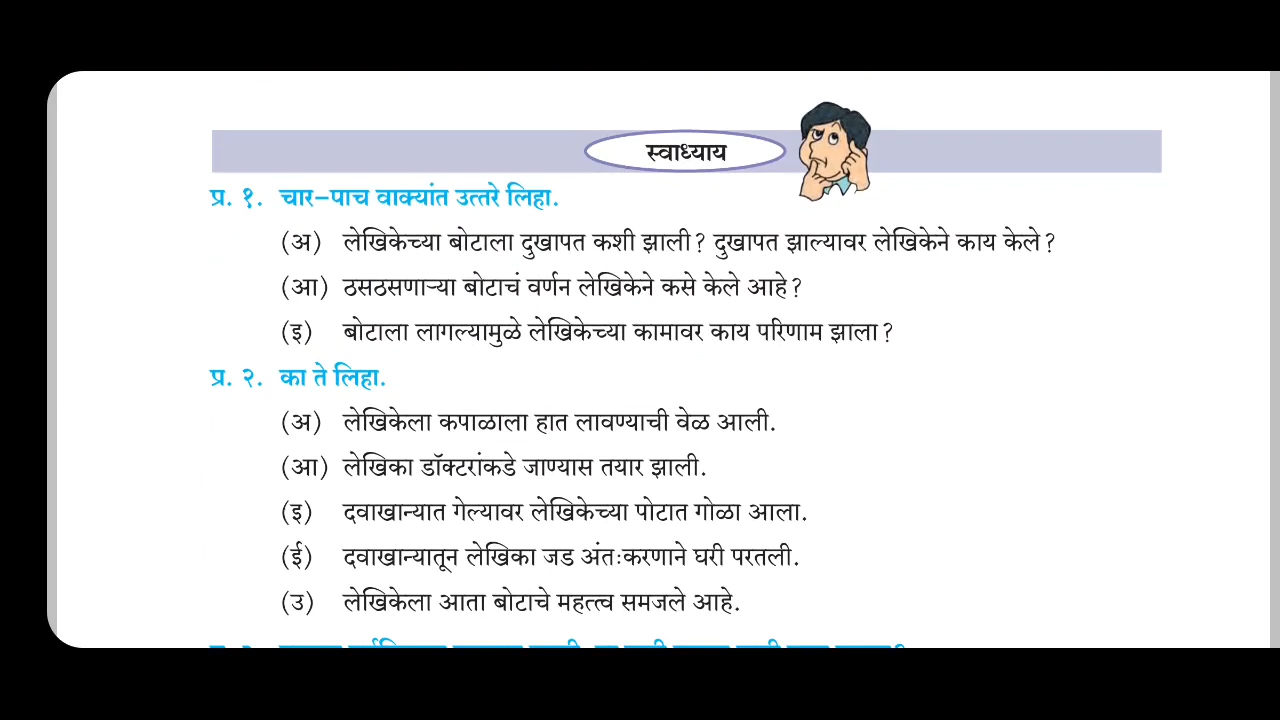 स्वाध्याय
प्र. १. चार-पाच वाक्यांत उत्तरे लिहा.
(अ) लेखिकेच्या बोटाला दुखापत कशी झाली? दुखापत झाल्यावर लेखिकेने काय केले?
(आ) ठसठसणाऱ्या बोटाचं वर्णन लेखिकेने कसे केले आहे?
(इ) बोटाला लागल्यामुळे लेखिकेच्या कामावर काय परिणाम झाला?
प्र. २. का ते लिहा.
(अ) लेखिकेला कपाळाला हात लावण्याची वेळ आली.
(आ) लेखिका डॉक्टरांकडे जाण्यास तयार झाली.
(इ) दवाखान्यात गेल्यावर लेखिकेच्या पोटात गोळा आला.
(ई) दवाखान्यातून लेखिका जड अंतःकरणाने घरी परतली.
(उ) लेखिकेला आता बोटाचे महत्त्व समजले आहे.